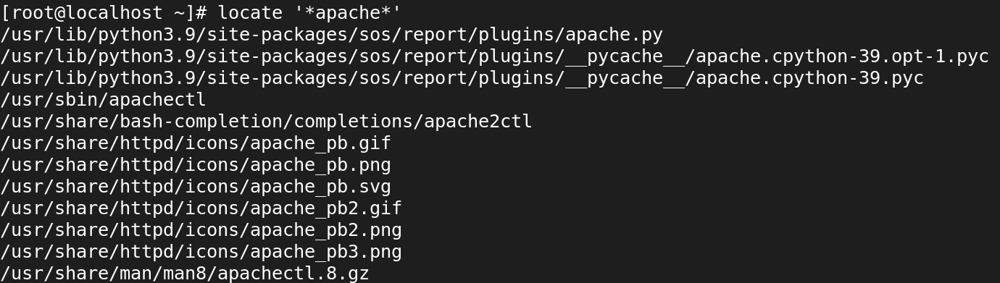 [root@localhost ~]# locate '*apache*'
/usr/lib/python3.9/site-packages/sos/report/plugins/apache.py
/usr/lib/python3.9/site-packages/sos/report/plugins/__pycache__/apache.cpython-39.opt-1.pyc
/usr/lib/python3.9/site-packages/sos/report/plugins/__pycache__/apache.cpython-39.pyc
/usr/sbin/apachectl
/usr/share/bash-completion/completions/apache2ctl
/usr/share/httpd/icons/apache_pb.gif
/usr/share/httpd/icons/apache_pb.png
/usr/share/httpd/icons/apache_pb.svg
/usr/share/httpd/icons/apache_pb2.gif
/usr/share/httpd/icons/apache_pb2.png
/usr/share/httpd/icons/apache_pb3.png
/usr/share/man/man8/apachectl.8.gz